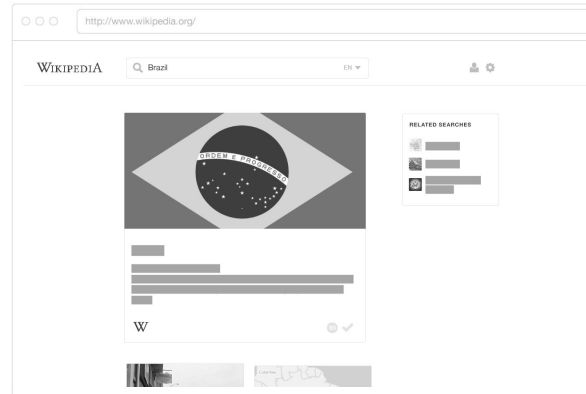 http://www.wikipedia.org/
WIKIPEDIA
Brazil
EN
RELATED SEARCHES
ORDEM E PROGRESSO
W